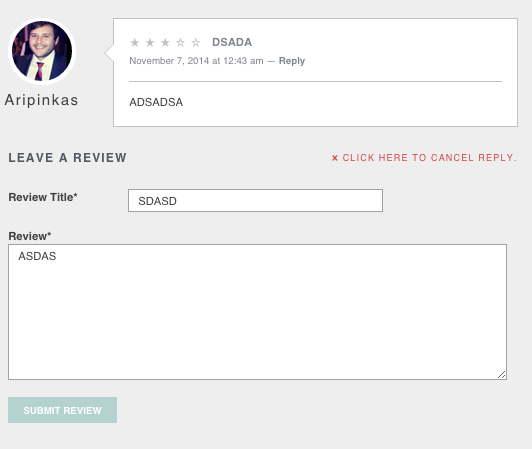 ★ ★ ★ ☆ ☆ DSADA
November 7, 2014 at 12:43 am — Reply
ADSADSA
Aripinkas
LEAVE A REVIEW
x CLICK HERE TO CANCEL REPLY.
Review Title*
SDASD
Review*
ASDAS
SUBMIT REVIEW